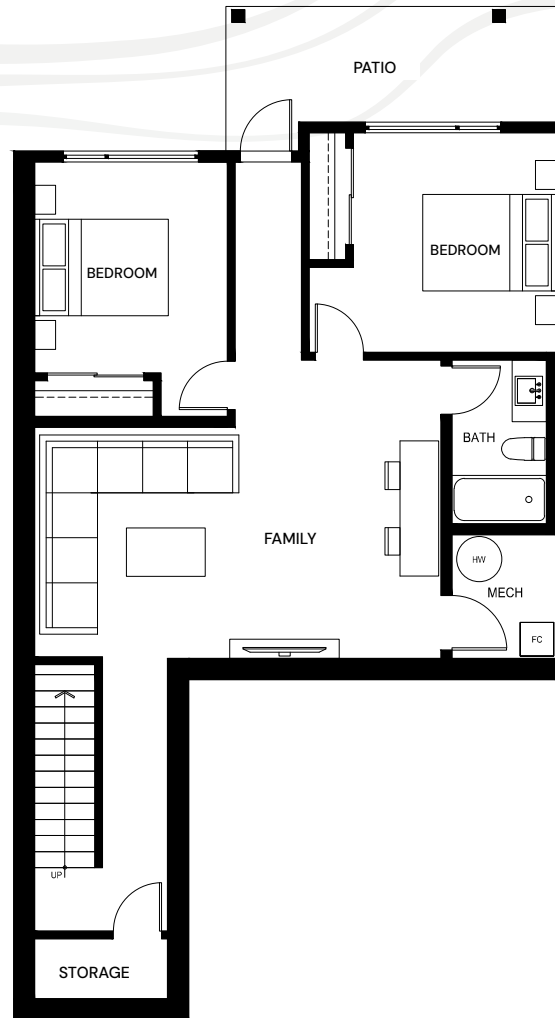 PATIO
BEDROOM
BEDROOM
BATH
FAMILY
HW
MECH
FC
UP
STORAGE